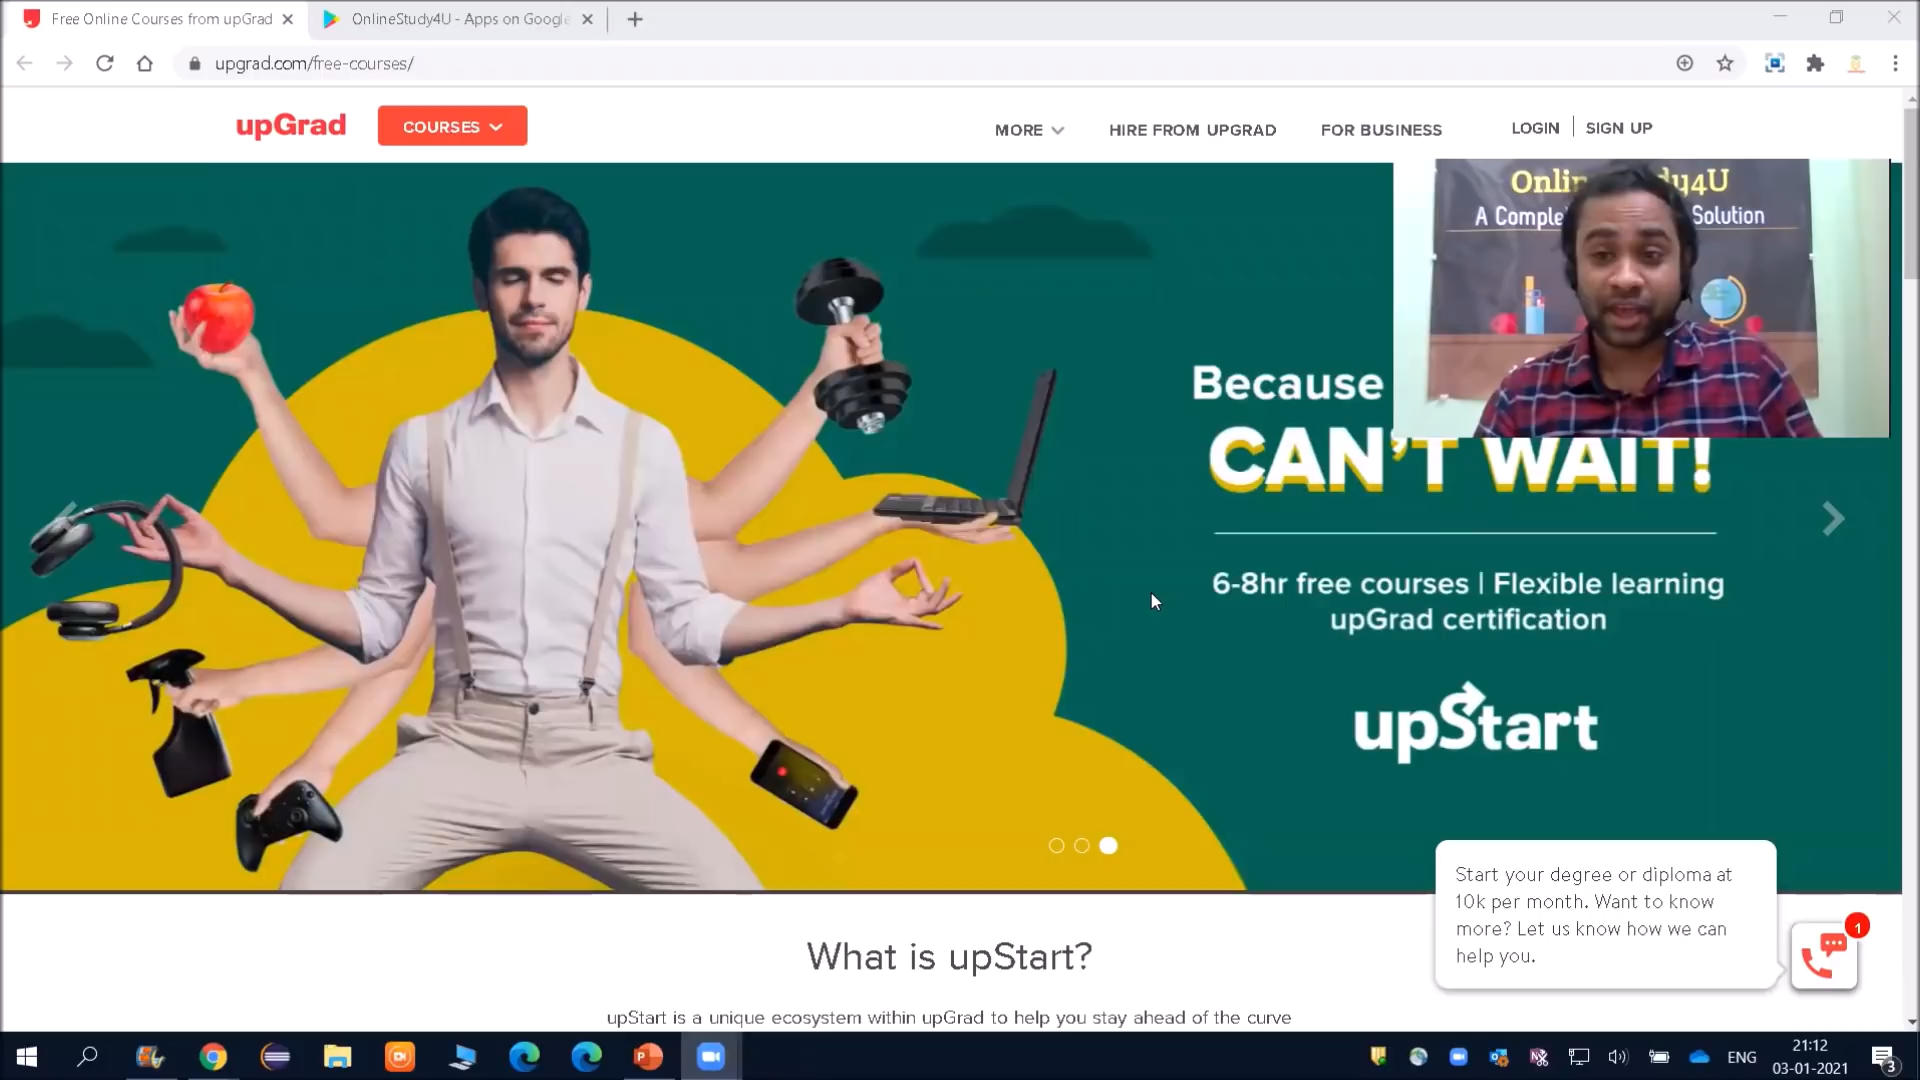 Free Online Courses from upGrad
OnlineStudy4U - Apps on Google
upgrad.com/free-courses/
upGrad
COURSES
MORE
HIRE FROM UPGRAD
FOR BUSINESS
LOGIN
SIGN UP
A Solution
Because
CAN'T WAIT!
6-8hr free courses | Flexible learning
upGrad certification
upStart
Start your degree or diploma at
10k per month. Want to know
more? Let us know how we can
help you.
1
What is upStart?
upStart is a unique ecosystem within upGrad to help you stay ahead of the curve
ENG
21:12
03-01-2021
3